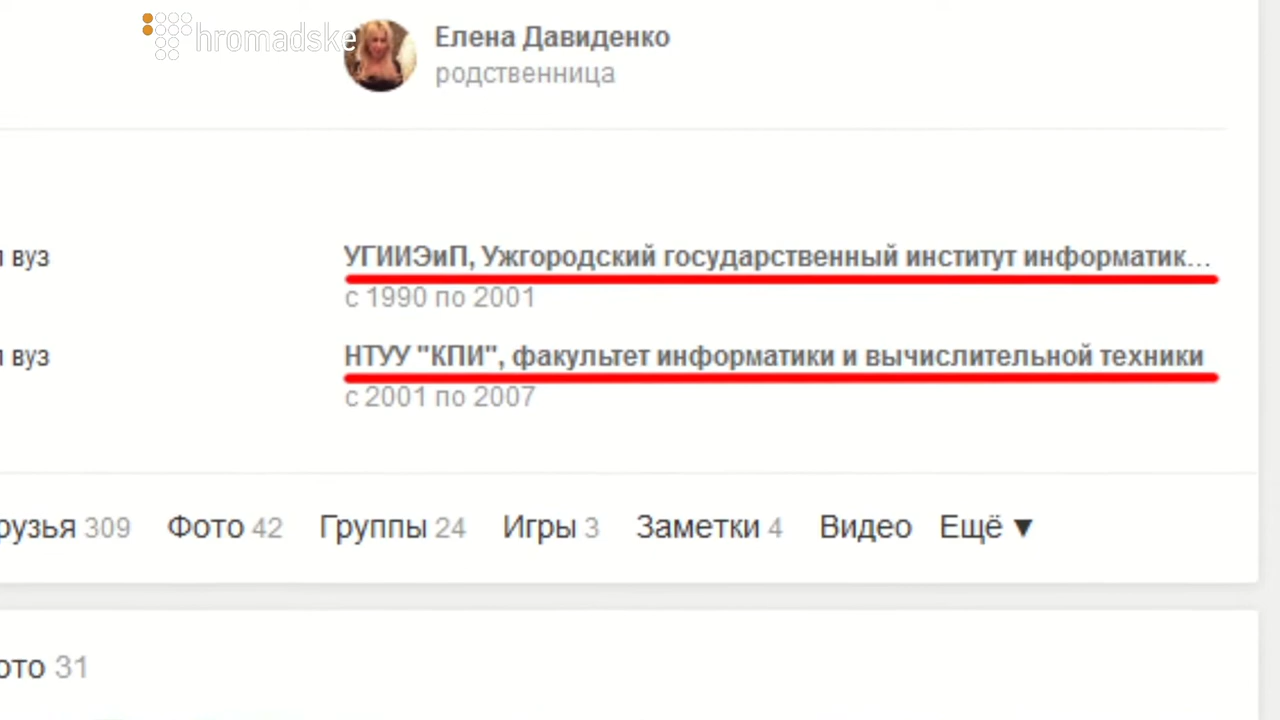 hromadske
Елена Давиденко
родственница
вуз
УГИИЭиП, Ужгородский государственный институт информатик...
с 1990 по 2001
вуз
НТУУ "КПИ", факультет информатики и вычислительной техники
с 2001 по 2007
рузья 309 Фото 42 Группы 24 Игры 3 Заметки 4 Видео Ещё ▼
ото 31